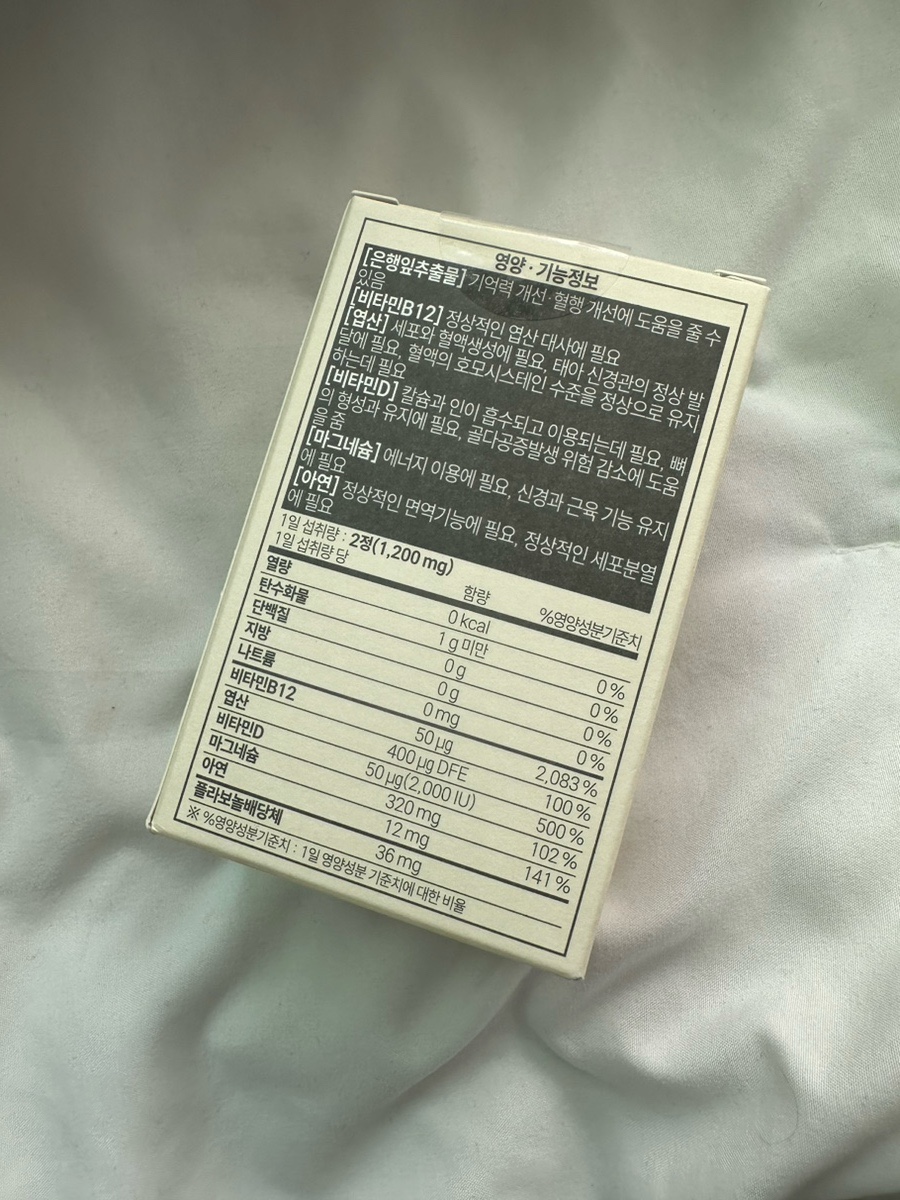 영양·기능정보
[은행잎추출물] 기억력 개선·혈행 개선에 도움을 줄 수
있음
[비타민B12] 정상적인 엽산 대사에 필요
[엽산] 세포와 혈액생성에 필요, 태아 신경관의 정상 발
달에 필요, 혈액의 호모시스테인 수준을 정상으로 유지
하는데 필요
[비타민D] 칼슘과 인이 흡수되고 이용되는데 필요, 뼈
의 형성과 유지에 필요, 골다공증발생 위험 감소에 도움
을 줌
[마그네슘] 에너지 이용에 필요, 신경과 근육 기능 유지
에 필요
[아연] 정상적인 면역기능에 필요, 정상적인 세포분열
에 필요
1일 섭취량 : 2정(1,200 mg)
1일 섭취량 당 함량 %영양성분기준치
열량 0 kcal
탄수화물 1 g 미만 0 %
단백질 0 g 0 %
지방 0 g 0 %
나트륨 0 mg 0 %
비타민B12 50 µg 2,083 %
엽산 400 µg DFE 100 %
비타민D 50 µg(2,000 IU) 500 %
마그네슘 320 mg 102 %
아연 12 mg 141 %
플라보놀배당체 36 mg
※ %영양성분기준치 : 1일 영양성분 기준치에 대한 비율